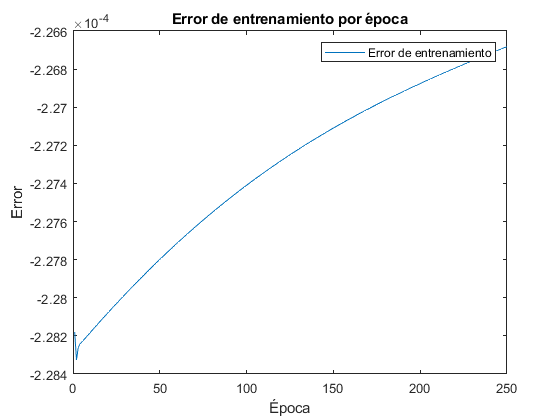 Error de entrenamiento por época
×10-4
Error de entrenamiento
-2.266
-2.268
-2.27
-2.272
-2.274
-2.276
-2.278
-2.28
-2.282
-2.284
Error
0 50 100 150 200 250
Época